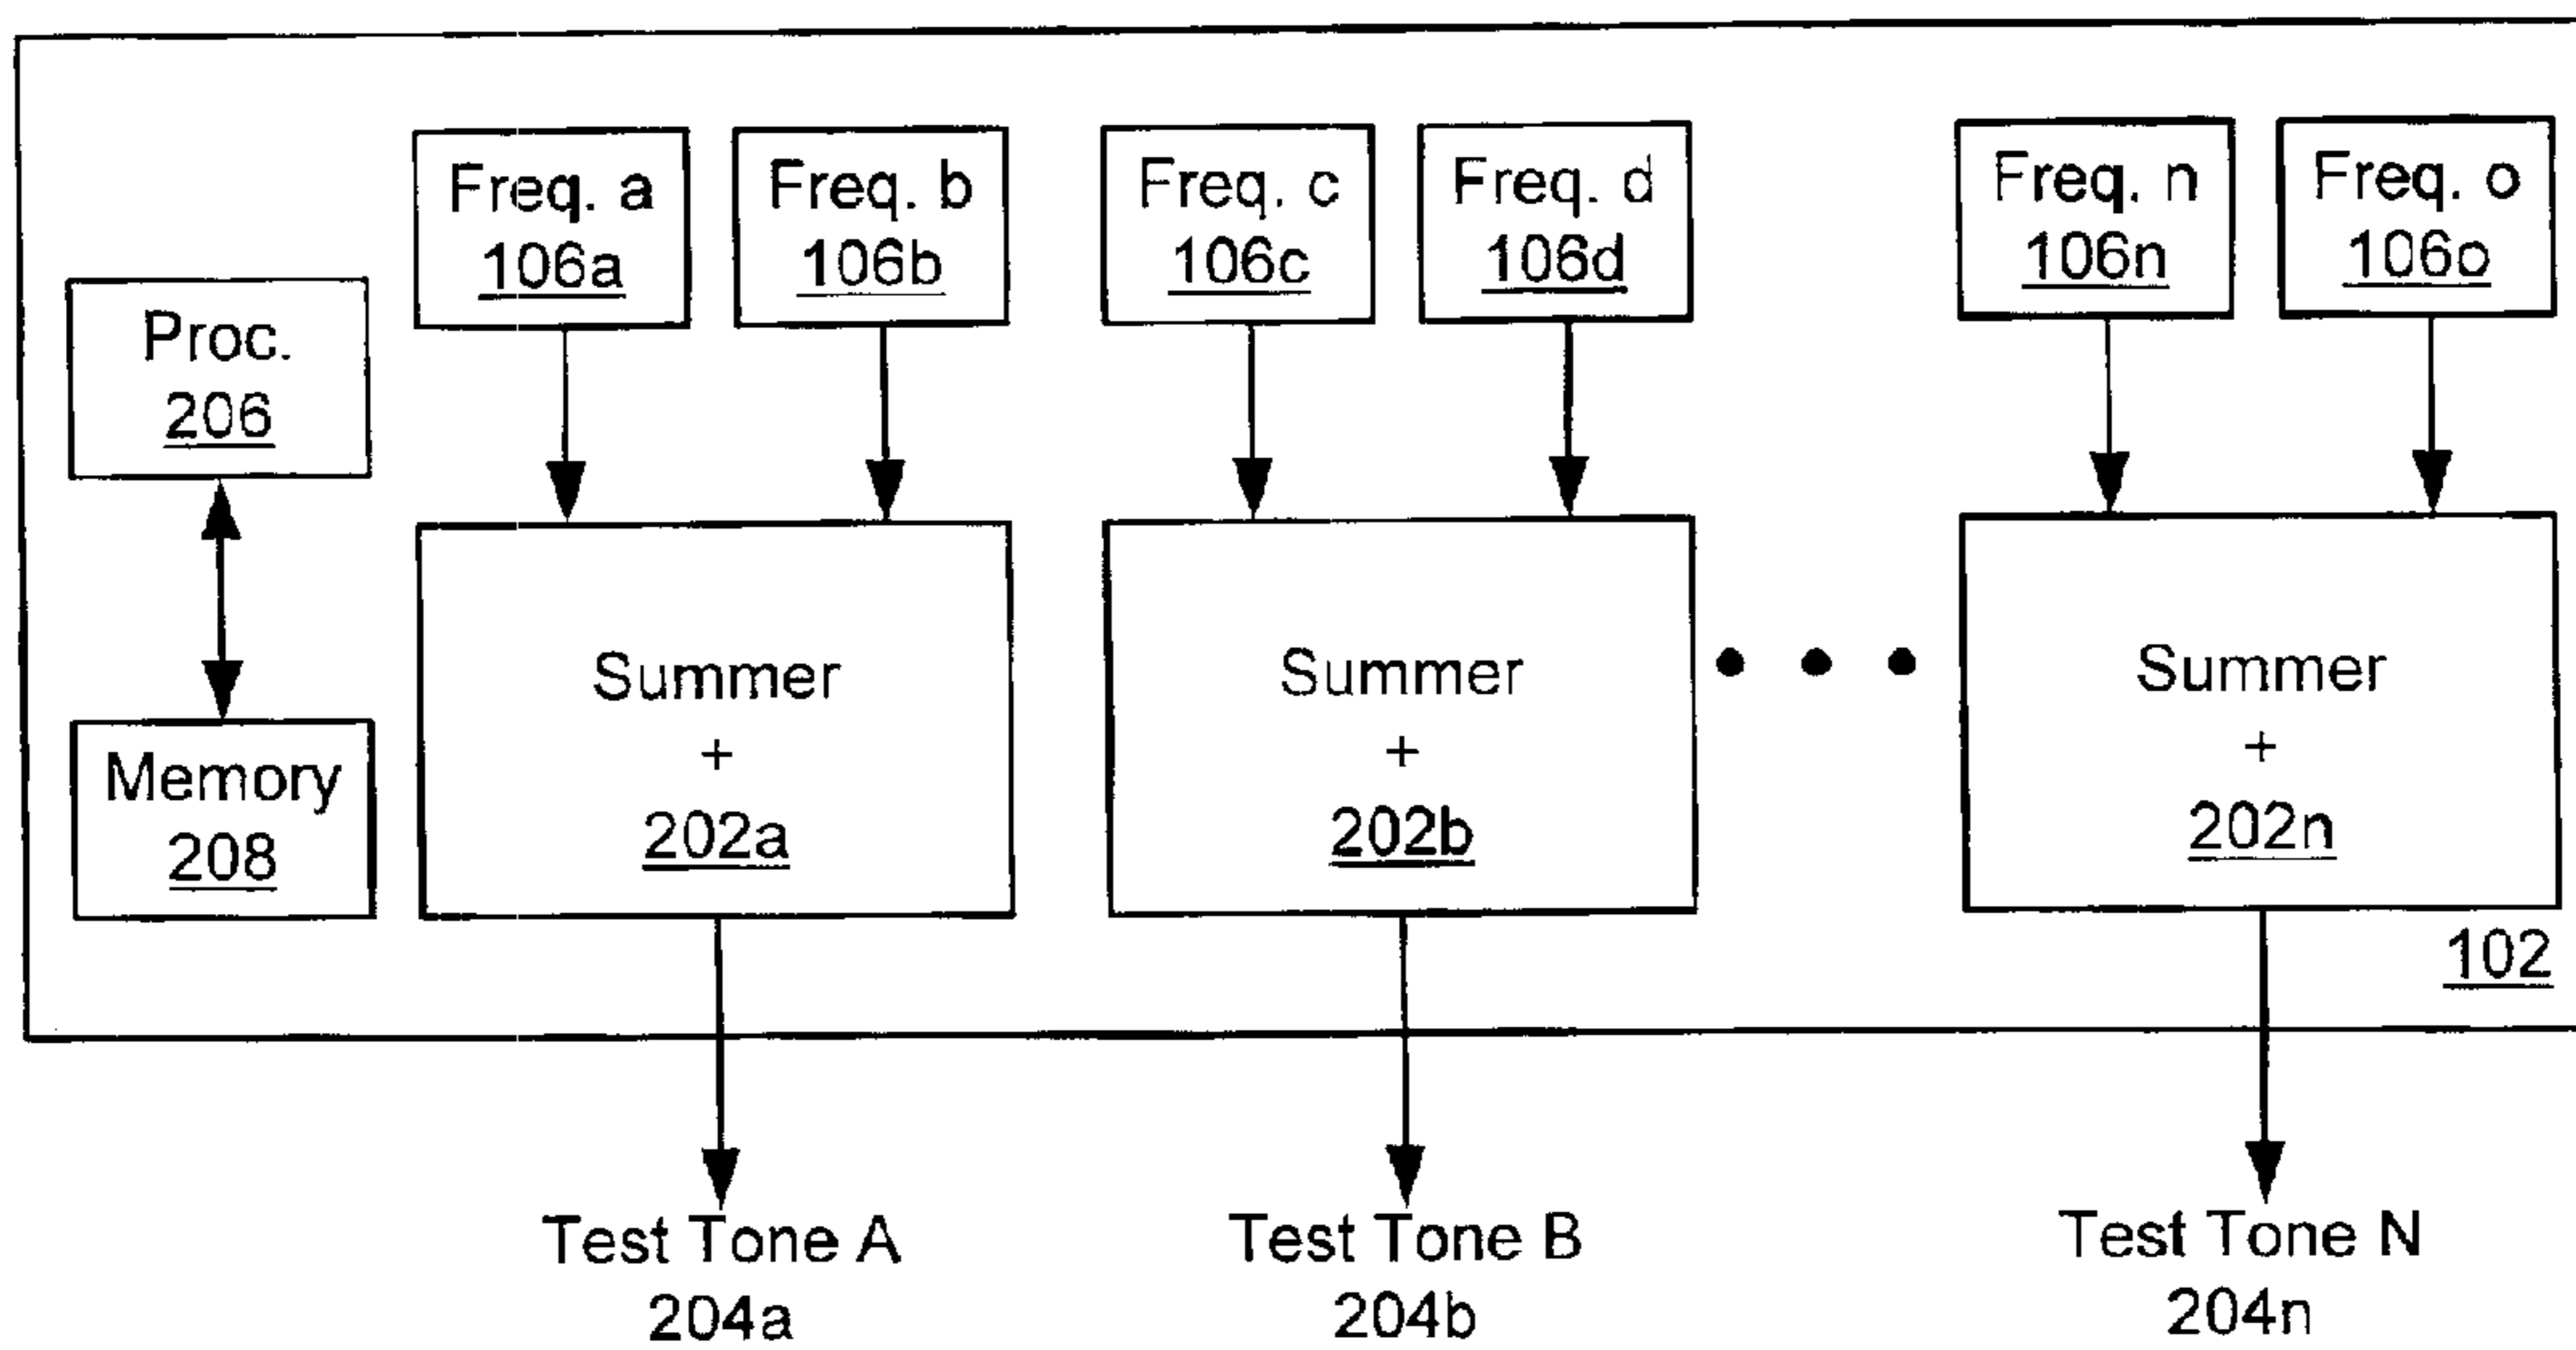 Freq. a
106a
Freq. b
106b
Freq. c
106c
Freq. d
106d
Freq. n
106n
Freq. o
106o
Proc.
206
Memory
208
Summer
+
202a
Summer
+
202b
Summer
+
202n
102
Test Tone A
204a
Test Tone B
204b
Test Tone N
204n